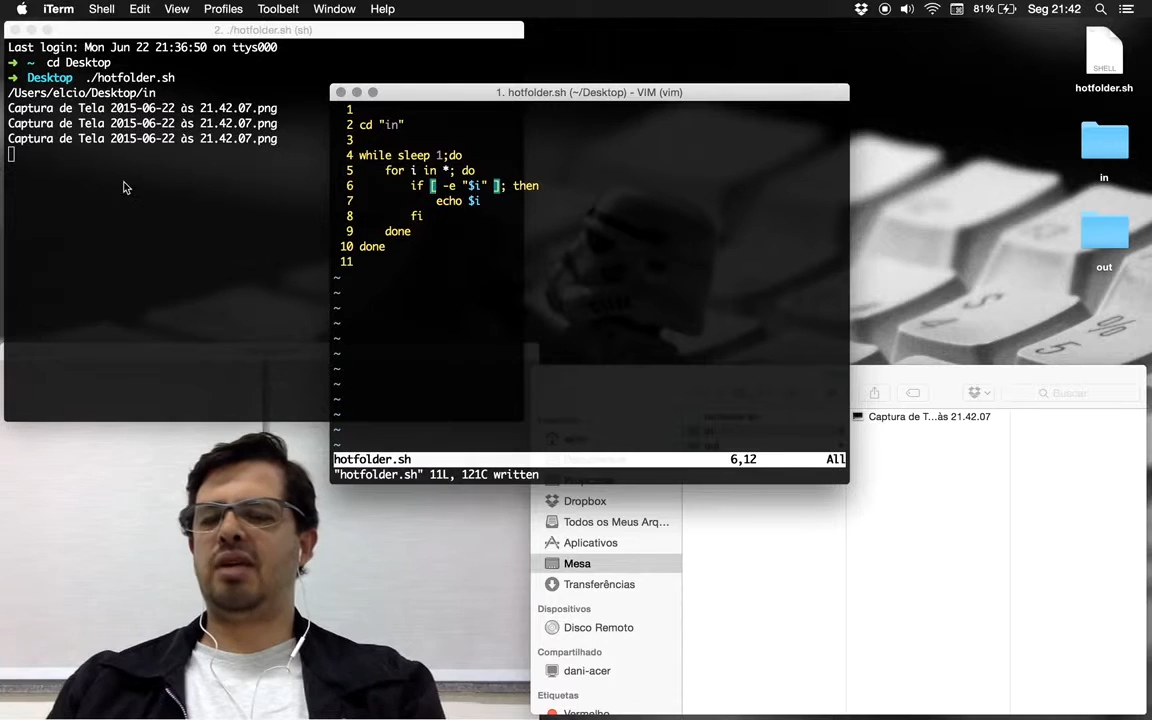 iTerm Shell Edit View Profiles Toolbelt Window Help
81% Seg 21:42
2. ./hotfolder.sh (sh)
Last login: Mon Jun 22 21:36:50 on ttys000
➜ ~ cd Desktop
➜ Desktop ./hotfolder.sh
/Users/elcio/Desktop/in
Captura de Tela 2015-06-22 às 21.42.07.png
Captura de Tela 2015-06-22 às 21.42.07.png
Captura de Tela 2015-06-22 às 21.42.07.png
1. hotfolder.sh (~/Desktop) - VIM (vim)
1
2 cd "in"
3
4 while sleep 1;do
5 for i in *; do
6 if [ -e "$i" ]; then
7 echo $i
8 fi
9 done
10 done
11
~
~
~
~
~
~
~
~
~
~
~
~
hotfolder.sh 6,12 All
"hotfolder.sh" 11L, 121C written
SHELL
hotfolder.sh
in
out
Buscar
Captura de T...às 21.42.07
Dropbox
Todos os Meus Arq...
Aplicativos
Mesa
Transferências
Dispositivos
Disco Remoto
Compartilhado
dani-acer
Etiquetas
Vermelho